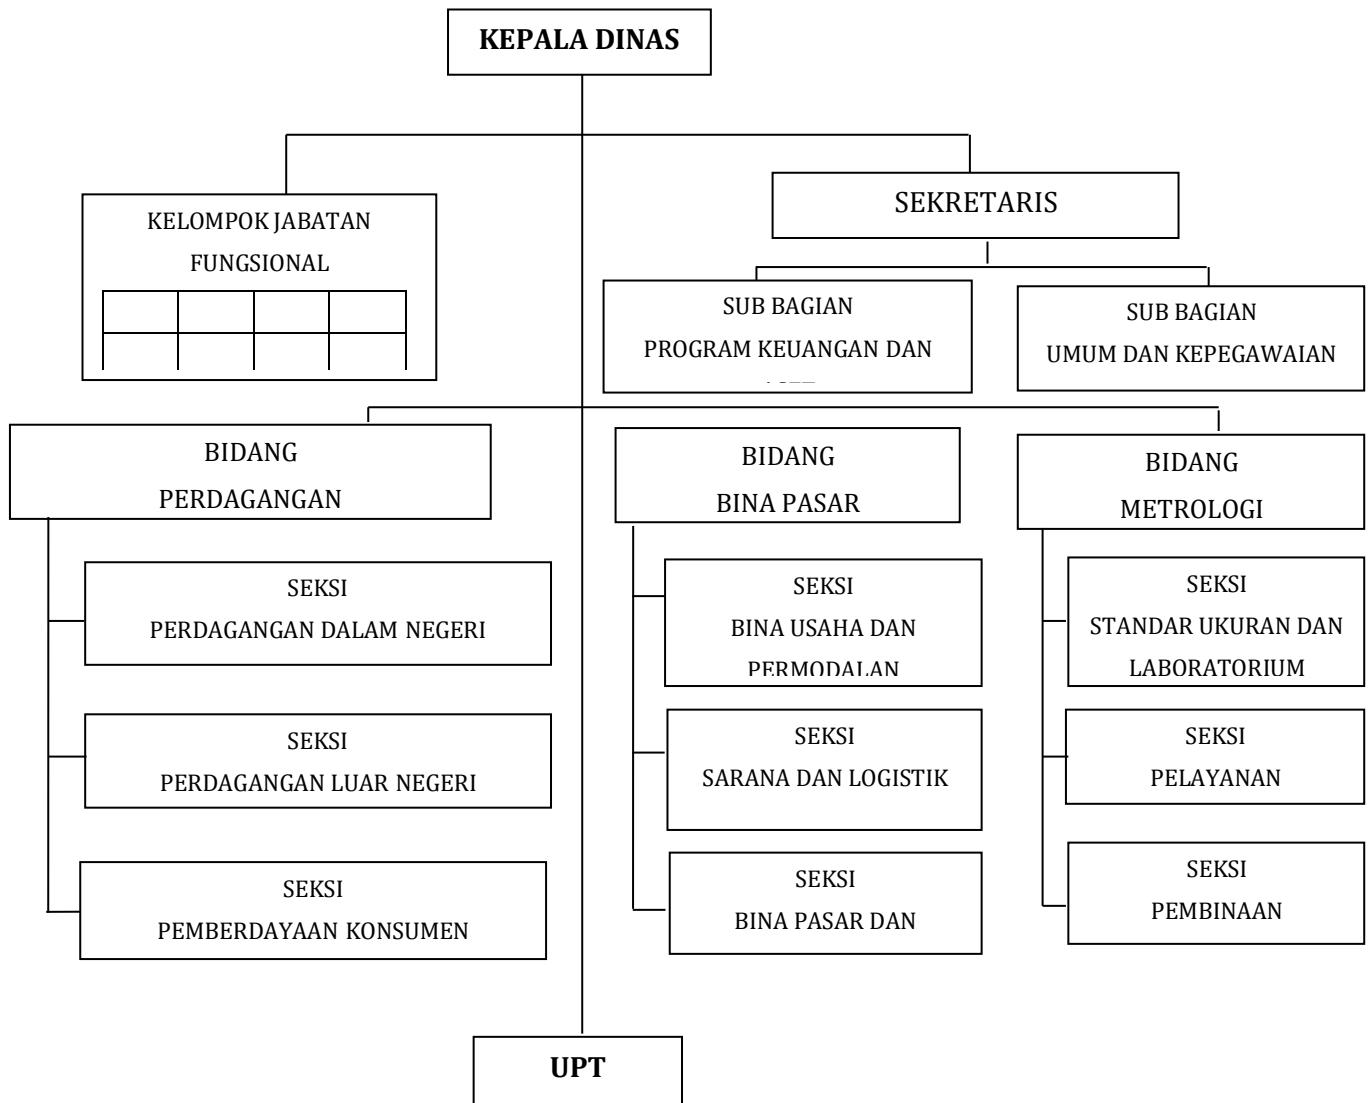 KEPALA DINAS
KELOMPOK JABATAN
FUNGSIONAL
SEKRETARIS
SUB BAGIAN
PROGRAM KEUANGAN DAN
SUB BAGIAN
UMUM DAN KEPEGAWAIAN
BIDANG
PERDAGANGAN
BIDANG
BINA PASAR
BIDANG
METROLOGI
SEKSI
PERDAGANGAN DALAM NEGERI
SEKSI
BINA USAHA DAN
PERMODALAN
SEKSI
STANDAR UKURAN DAN
LABORATORIUM
SEKSI
PERDAGANGAN LUAR NEGERI
SEKSI
SARANA DAN LOGISTIK
SEKSI
PELAYANAN
SEKSI
PEMBERDAYAAN KONSUMEN
SEKSI
BINA PASAR DAN
SEKSI
PEMBINAAN
UPT